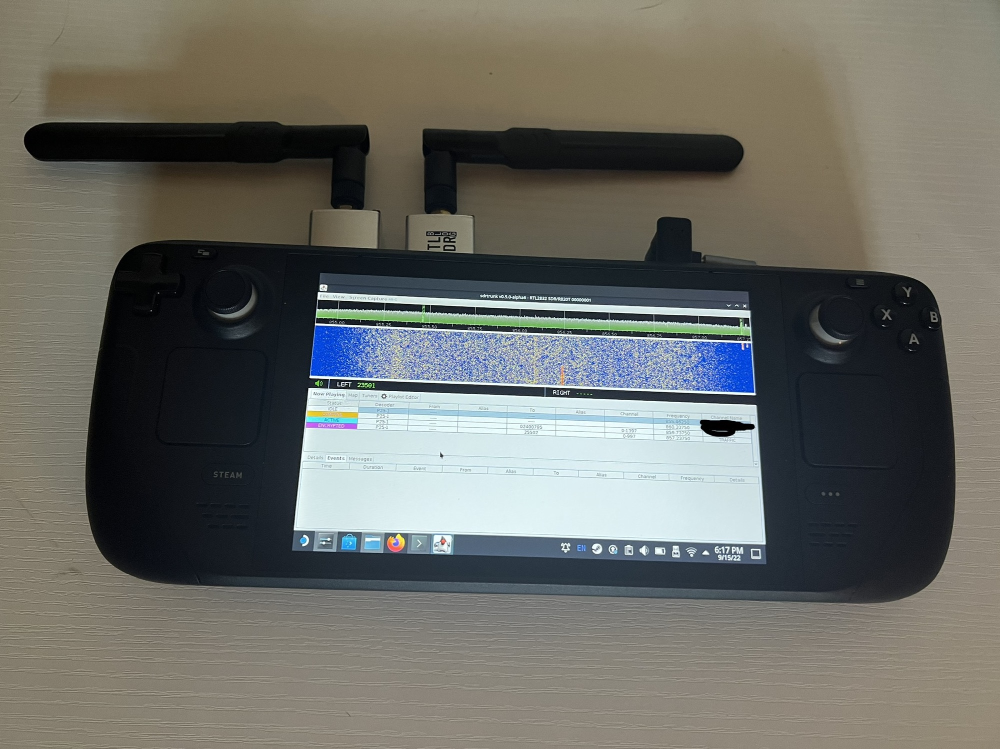 RTL
SDR
BLOG
Y
X
B
A
STEAM
sdrtrunk v0.5.0-alpha6 - RTL2832 SDR/R820T 00000001
File View Screen Capture
855.00 855.25 855.50 855.75 856.00 856.25 856.50 856.75 857.00 857.2
LEFT 23501 RIGHT -----
Now Playing Map Tuners Playlist Editor
Status Decoder From Alias To Alias Channel Frequency Channel Name
IDLE P25-1 ---- ---- 855.46250
CONTROL P25-1 ---- ---- 860.33750
ACTIVE P25-1 ---- 02400795 0-1397 859.73750
ENCRYPTED P25-1 ---- 25502 0-997 857.23750 TRAFFIC
Details Events Messages
Time Duration Event From Alias To Alias Channel Frequency Details
EN
6:17 PM
9/15/22